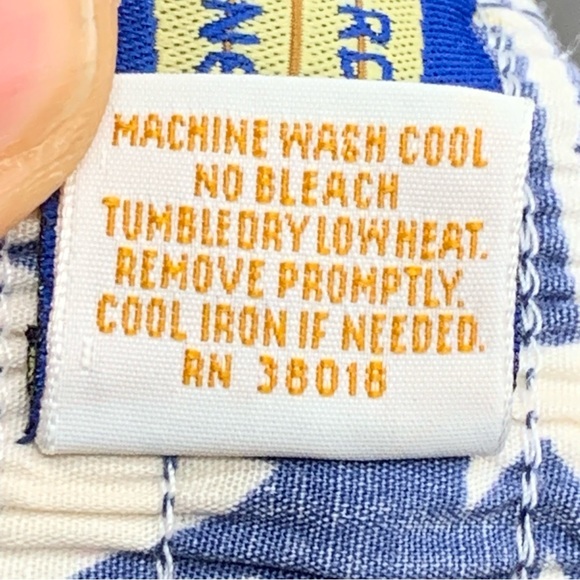 MACHINE WASH COOL
NO BLEACH
TUMBLE DRY LOW HEAT.
REMOVE PROMPTLY.
COOL IRON IF NEEDED.
RN 38018